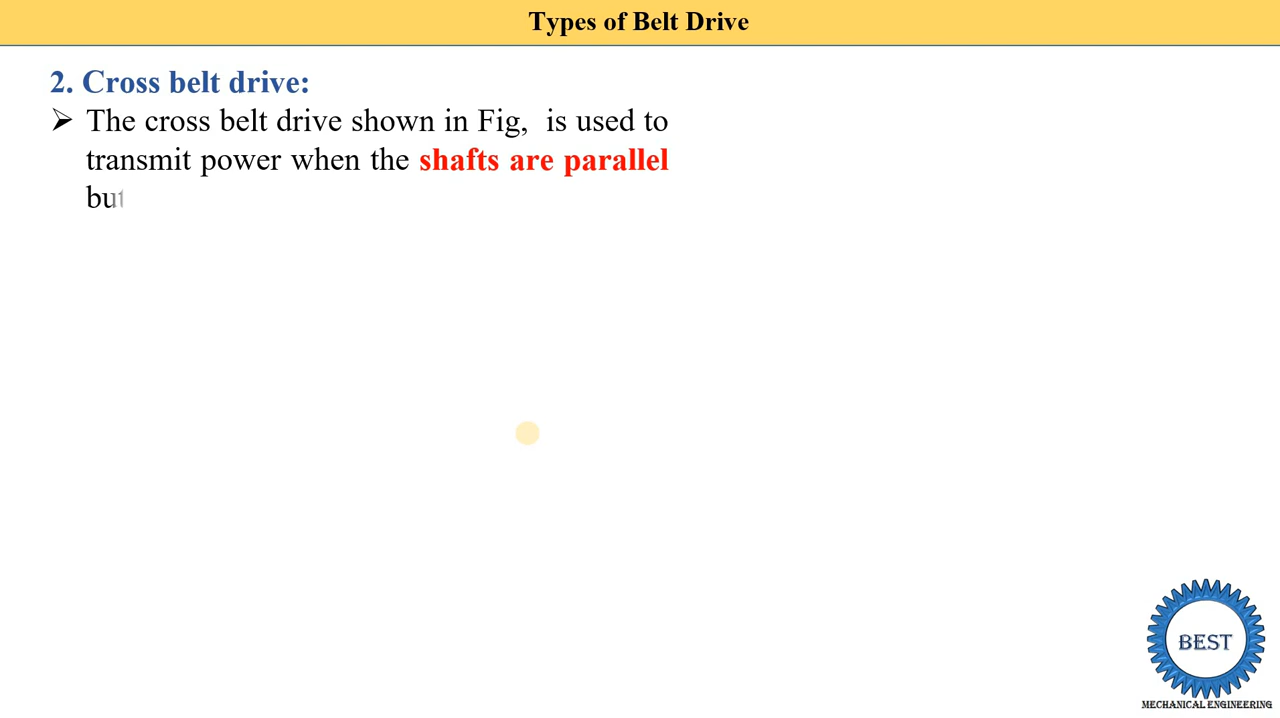 Types of Belt Drive
2. Cross belt drive:
➢ The cross belt drive shown in Fig, is used to
transmit power when the shafts are parallel
but
BEST
MECHANICAL ENGINEERING